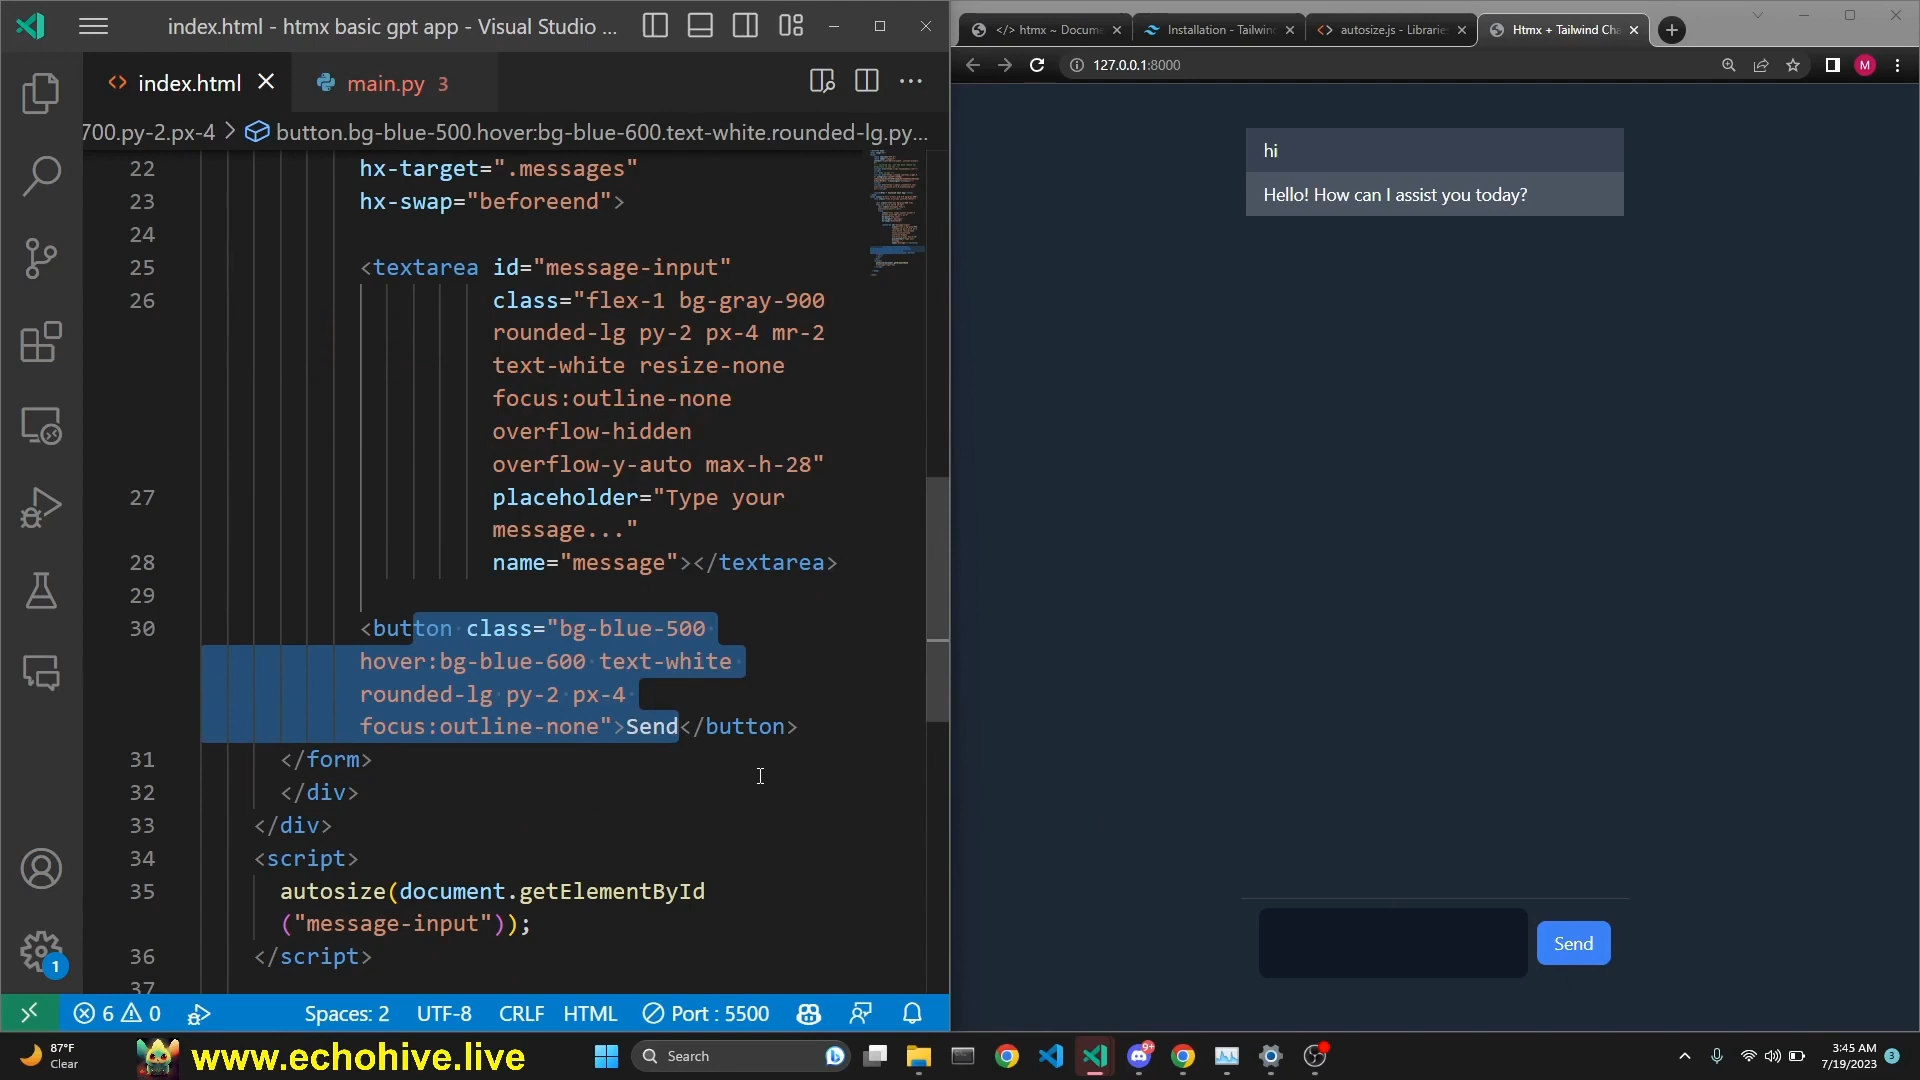 index.html - htmx basic gpt app - Visual Studio ...
index.html
main.py 3
700.py-2.px-4 > button.bg-blue-500.hover:bg-blue-600.text-white.rounded-lg.py...
22 hx-target=".messages"
23 hx-swap="beforeend">
24
25 <textarea id="message-input"
26 class="flex-1 bg-gray-900
rounded-lg py-2 px-4 mr-2
text-white resize-none
focus:outline-none
overflow-hidden
overflow-y-auto max-h-28"
27 placeholder="Type your
message..."
28 name="message"></textarea>
29
30 <button class="bg-blue-500
hover:bg-blue-600 text-white
rounded-lg py-2 px-4
focus:outline-none">Send</button>
31 </form>
32 </div>
33 </div>
34 <script>
35 autosize(document.getElementById
("message-input"));
36 </script>
37
1
6 0
Spaces: 2
UTF-8
CRLF
HTML
Port : 5500
</> htmx ~ Docume
Installation - Tailwin
autosize.js - Librarie
Htmx + Tailwind Cha
127.0.0.1:8000
M
hi
Hello! How can I assist you today?
Send
87°F
Clear
www.echohive.live
Search
9+
3:45 AM
7/19/2023
3